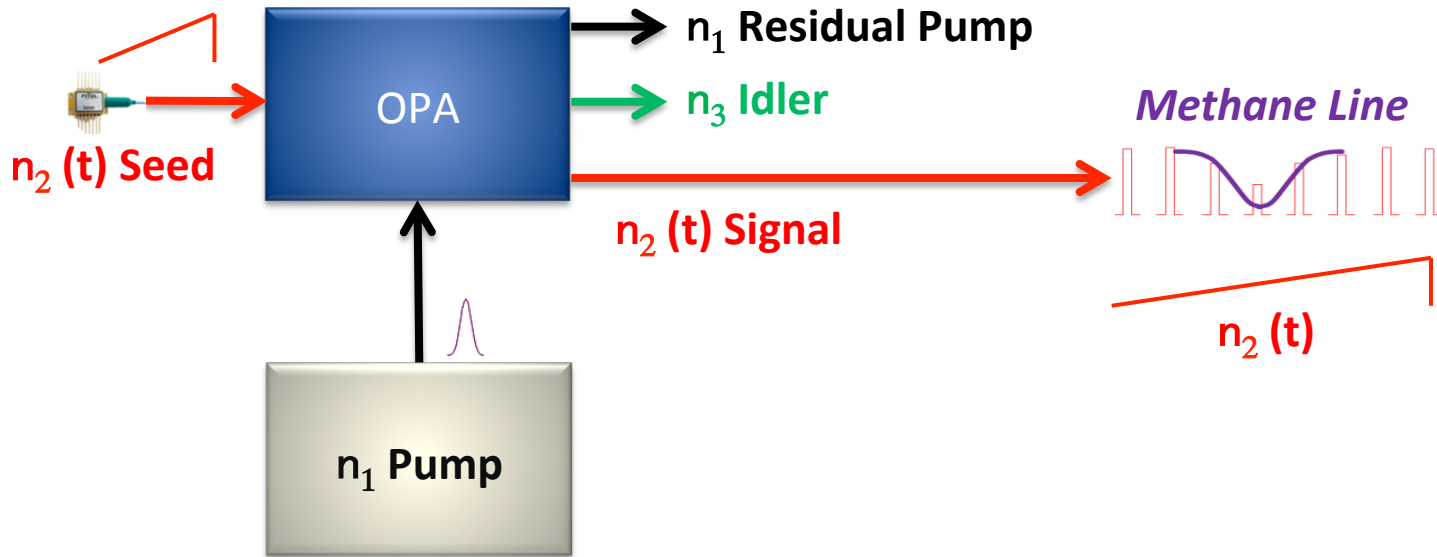 n₁ Residual Pump
OPA
n₃ Idler
Methane Line
n₂ (t) Seed
n₂ (t) Signal
n₂ (t)
n₁ Pump